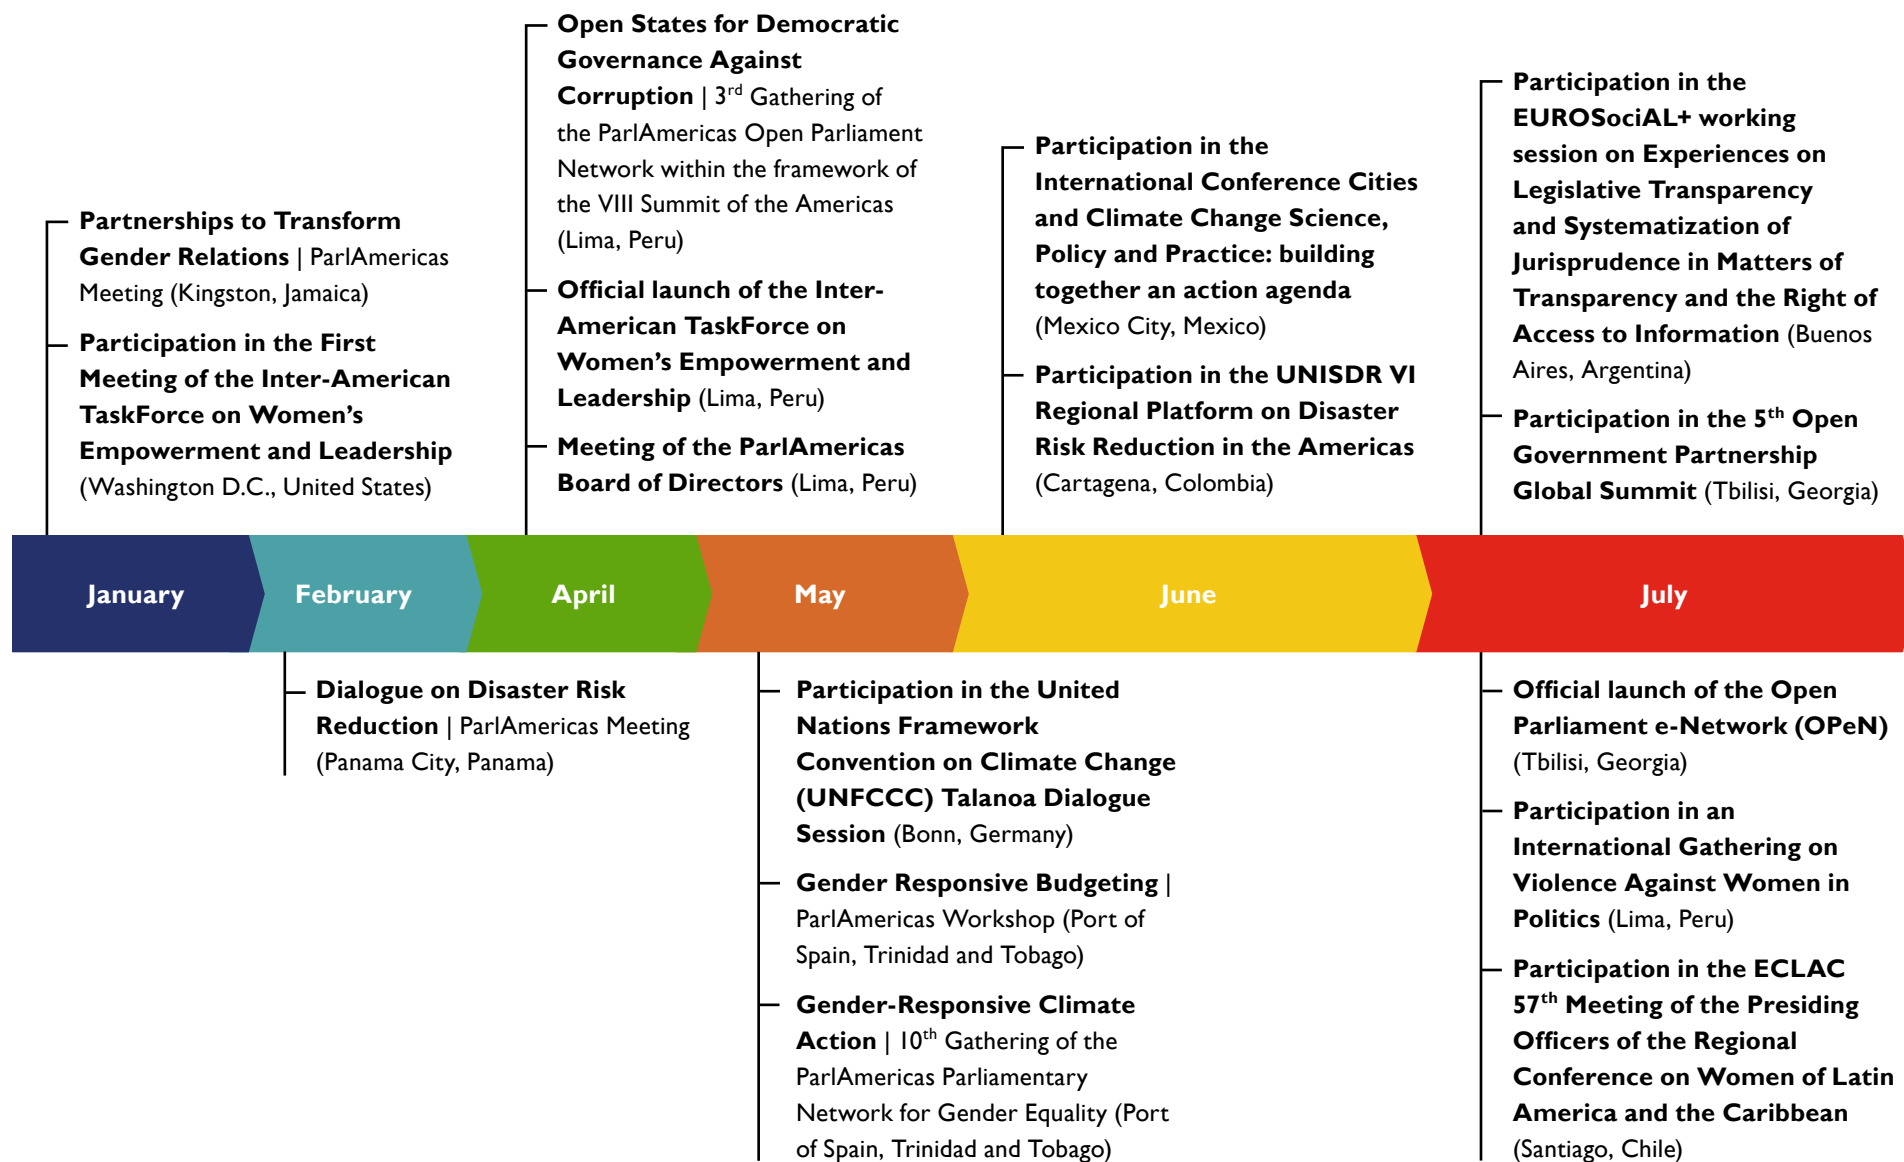 Partnerships to Transform
Gender Relations | ParlAmericas
Meeting (Kingston, Jamaica)
Participation in the First
Meeting of the Inter-American
TaskForce on Women’s
Empowerment and Leadership
(Washington D.C., United States)
Open States for Democratic
Governance Against
Corruption | 3rd Gathering of
the ParlAmericas Open Parliament
Network within the framework of
the VIII Summit of the Americas
(Lima, Peru)
Official launch of the Inter-
American TaskForce on
Women’s Empowerment and
Leadership (Lima, Peru)
Meeting of the ParlAmericas
Board of Directors (Lima, Peru)
Participation in the
International Conference Cities
and Climate Change Science,
Policy and Practice: building
together an action agenda
(Mexico City, Mexico)
Participation in the UNISDR VI
Regional Platform on Disaster
Risk Reduction in the Americas
(Cartagena, Colombia)
Participation in the
EUROSociAL+ working
session on Experiences on
Legislative Transparency
and Systematization of
Jurisprudence in Matters of
Transparency and the Right of
Access to Information (Buenos
Aires, Argentina)
Participation in the 5th Open
Government Partnership
Global Summit (Tbilisi, Georgia)
January
February
April
May
June
July
Dialogue on Disaster Risk
Reduction | ParlAmericas Meeting
(Panama City, Panama)
Participation in the United
Nations Framework
Convention on Climate Change
(UNFCCC) Talanoa Dialogue
Session (Bonn, Germany)
Gender Responsive Budgeting |
ParlAmericas Workshop (Port of
Spain, Trinidad and Tobago)
Gender-Responsive Climate
Action | 10th Gathering of the
ParlAmericas Parliamentary
Network for Gender Equality (Port
of Spain, Trinidad and Tobago)
Official launch of the Open
Parliament e-Network (OPeN)
(Tbilisi, Georgia)
Participation in an
International Gathering on
Violence Against Women in
Politics (Lima, Peru)
Participation in the ECLAC
57th Meeting of the Presiding
Officers of the Regional
Conference on Women of Latin
America and the Caribbean
(Santiago, Chile)